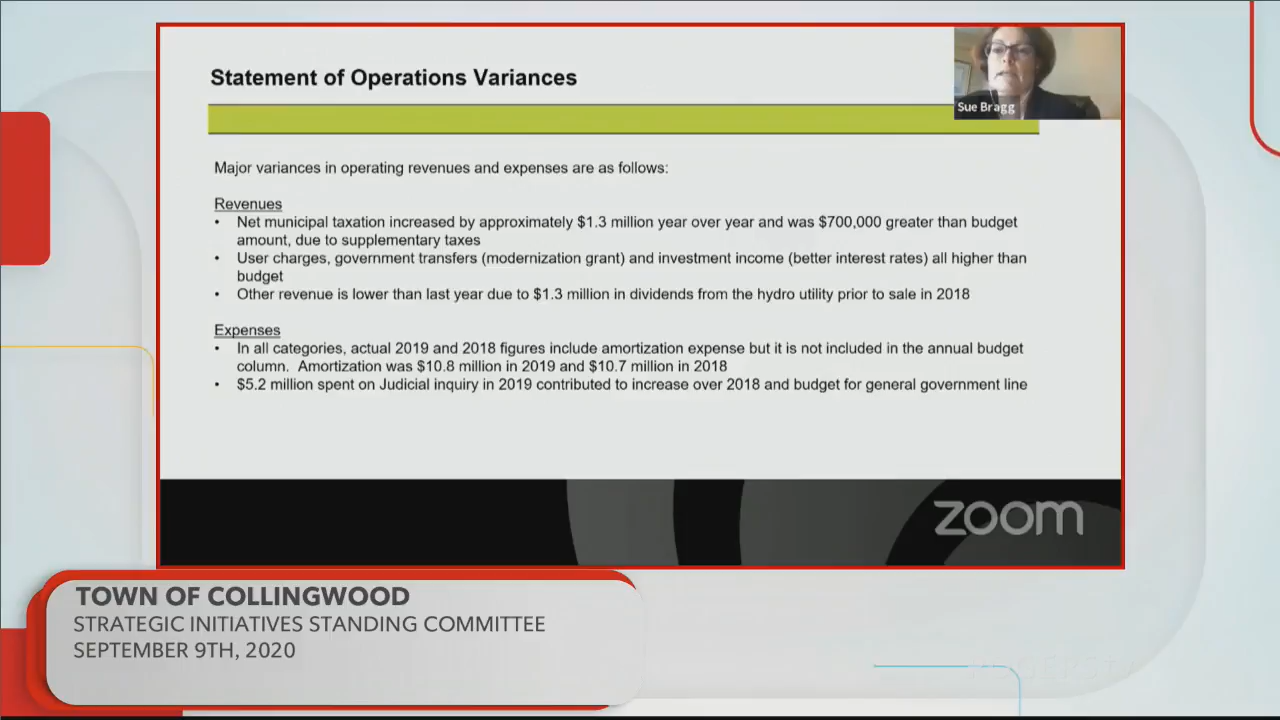 Statement of Operations Variances
Sue Bragg
Major variances in operating revenues and expenses are as follows:
Revenues
• Net municipal taxation increased by approximately $1.3 million year over year and was $700,000 greater than budget
amount, due to supplementary taxes
• User charges, government transfers (modernization grant) and investment income (better interest rates) all higher than
budget
• Other revenue is lower than last year due to $1.3 million in dividends from the hydro utility prior to sale in 2018
Expenses
• In all categories, actual 2019 and 2018 figures include amortization expense but it is not included in the annual budget
column. Amortization was $10.8 million in 2019 and $10.7 million in 2018
• $5.2 million spent on Judicial inquiry in 2019 contributed to increase over 2018 and budget for general government line
zoom
TOWN OF COLLINGWOOD
STRATEGIC INITIATIVES STANDING COMMITTEE
SEPTEMBER 9TH, 2020